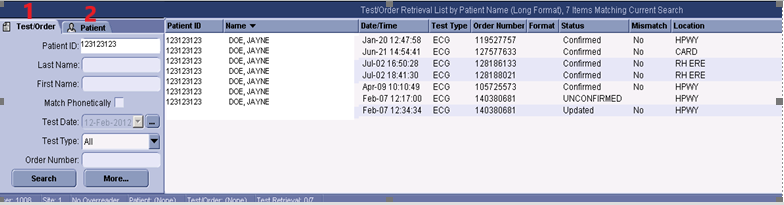 1 2
Test/Order Retrieval List by Patient Name (Long Format), 7 Items Matching Current Search
Test/Order Patient
Patient ID Name Date/Time Test Type Order Number Format Status Mismatch Location
Patient ID: 123123123
Last Name:
First Name:
Match Phonetically
Test Date: 12-Feb-2012 ...
Test Type: All
Order Number:
Search More...
123123123 DOE, JAYNE Jan-20 12:47:58 ECG 119527757 Confirmed No HPWY
123123123 DOE, JAYNE Jun-21 14:54:41 ECG 127577633 Confirmed No CARD
123123123 DOE, JAYNE Jul-02 16:50:28 ECG 128186133 Confirmed No RH ERE
123123123 DOE, JAYNE Jul-02 18:41:30 ECG 128188021 Confirmed No RH ERE
123123123 DOE, JAYNE Apr-09 10:10:49 ECG 105725573 Confirmed No HPWY
123123123 DOE, JAYNE Feb-07 12:17:00 ECG 140380681 UNCONFIRMED HPWY
123123123 DOE, JAYNE Feb-07 12:34:34 ECG 140380681 Updated No HPWY
1008 Site: 1 No Overreader Patient: (None) Test/Order: (None) Test Retrieval: 0/7